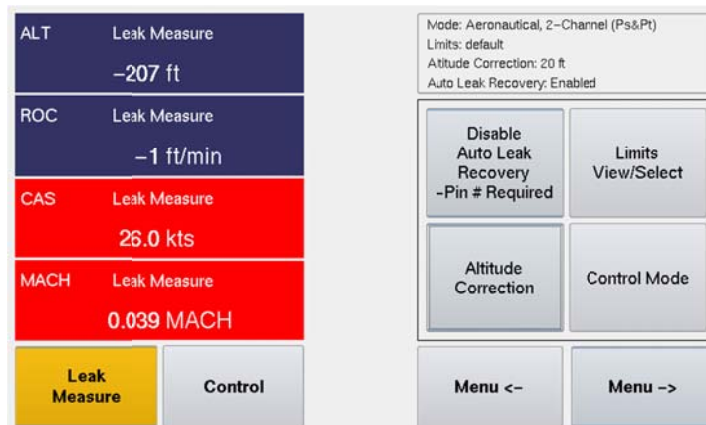 ALT Leak Measure
−207 ft
ROC Leak Measure
−1 ft/min
CAS Leak Measure
26.0 kts
MACH Leak Measure
0.039 MACH
Leak
Measure
Control
Mode: Aeronautical, 2−Channel (Ps&Pt)
Limits: default
Altitude Correction: 20 ft
Auto Leak Recovery: Enabled
Disable
Auto Leak
Recovery
-Pin # Required
Limits
View/Select
Altitude
Correction
Control Mode
Menu <−
Menu −>